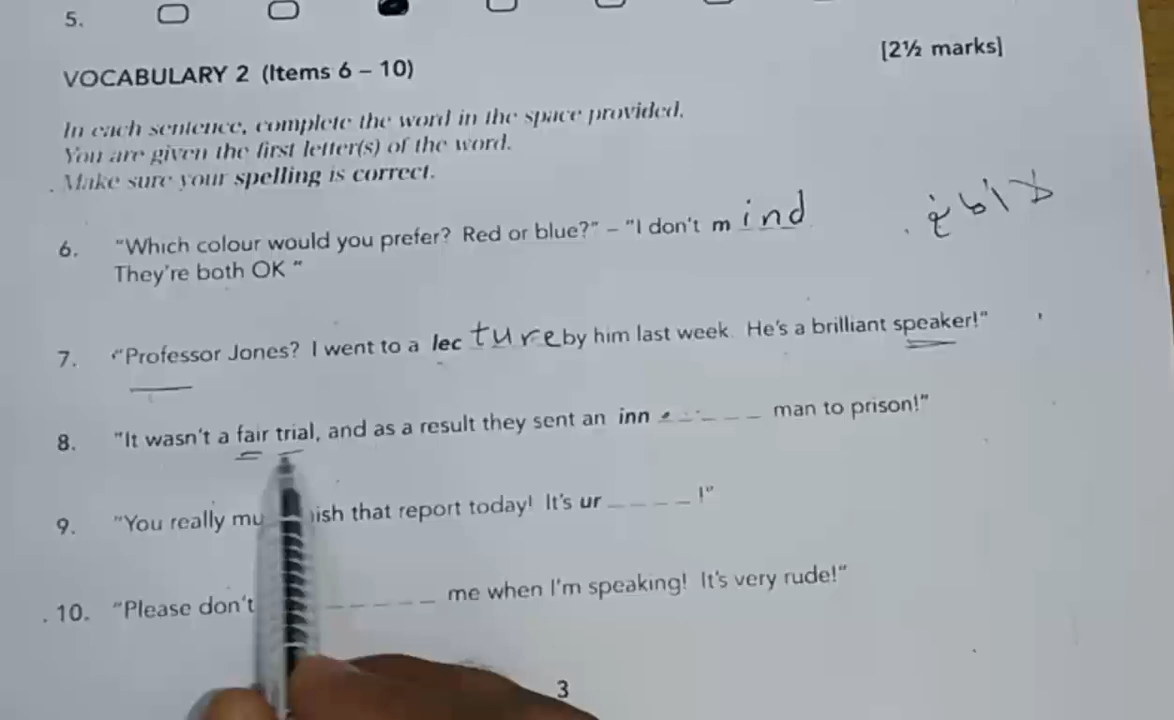 5.
[2½ marks]
VOCABULARY 2 (Items 6 – 10)
In each sentence, complete the word in the space provided.
You are given the first letter(s) of the word.
Make sure your spelling is correct.
6. "Which colour would you prefer? Red or blue?" – "I don't mind
They're both OK "
7. "Professor Jones? I went to a lecture by him last week. He's a brilliant speaker!"
8. "It wasn't a fair trial, and as a result they sent an inn _ _ _ _ _ man to prison!"
9. "You really mu ish that report today! It's ur _ _ _ _ !"
10. "Please don't _ _ _ _ _ me when I'm speaking! It's very rude!"
3